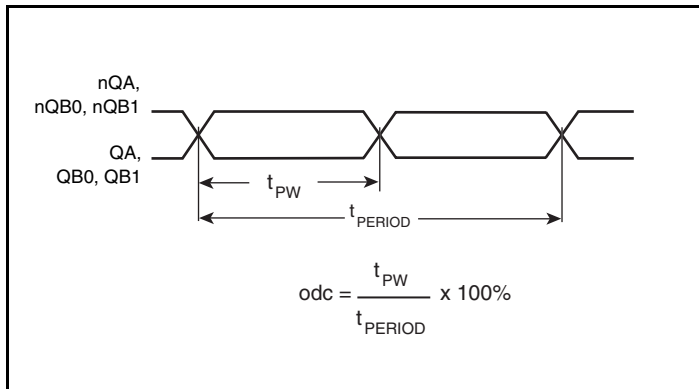 nQA,
nQB0, nQB1
QA,
QB0, QB1
tPW
tPERIOD
odc = tPW / tPERIOD x 100%